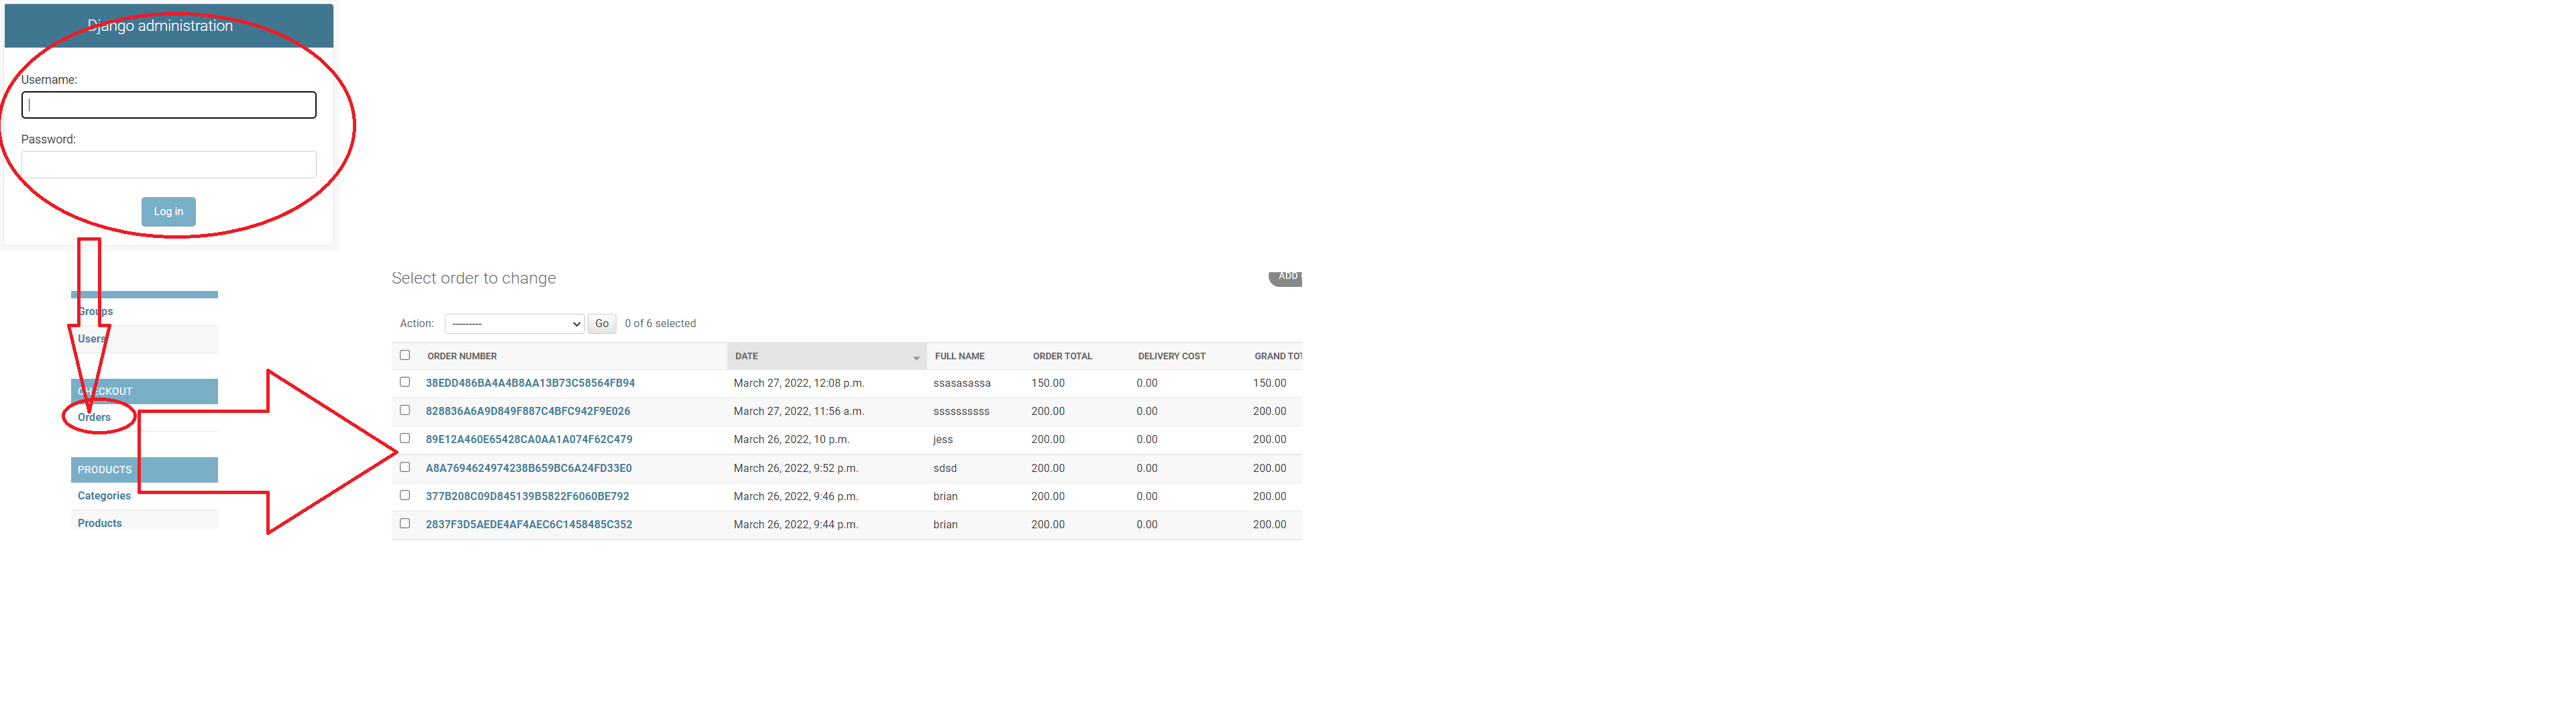 Django administration
Username:
Password:
Log in
Groups
Users
CHECKOUT
Orders
PRODUCTS
Categories
Products
Select order to change
ADD
Action: --------- Go 0 of 6 selected
ORDER NUMBER DATE FULL NAME ORDER TOTAL DELIVERY COST GRAND TOT
38EDD486BA4A4B8AA13B73C58564FB94 March 27, 2022, 12:08 p.m. ssasasassa 150.00 0.00 150.00
828836A6A9D849F887C4BFC942F9E026 March 27, 2022, 11:56 a.m. ssssssssss 200.00 0.00 200.00
89E12A460E65428CA0AA1A074F62C479 March 26, 2022, 10 p.m. jess 200.00 0.00 200.00
A8A7694624974238B659BC6A24FD33E0 March 26, 2022, 9:52 p.m. sdsd 200.00 0.00 200.00
377B208C09D845139B5822F6060BE792 March 26, 2022, 9:46 p.m. brian 200.00 0.00 200.00
2837F3D5AEDE4AF4AEC6C1458485C352 March 26, 2022, 9:44 p.m. brian 200.00 0.00 200.00